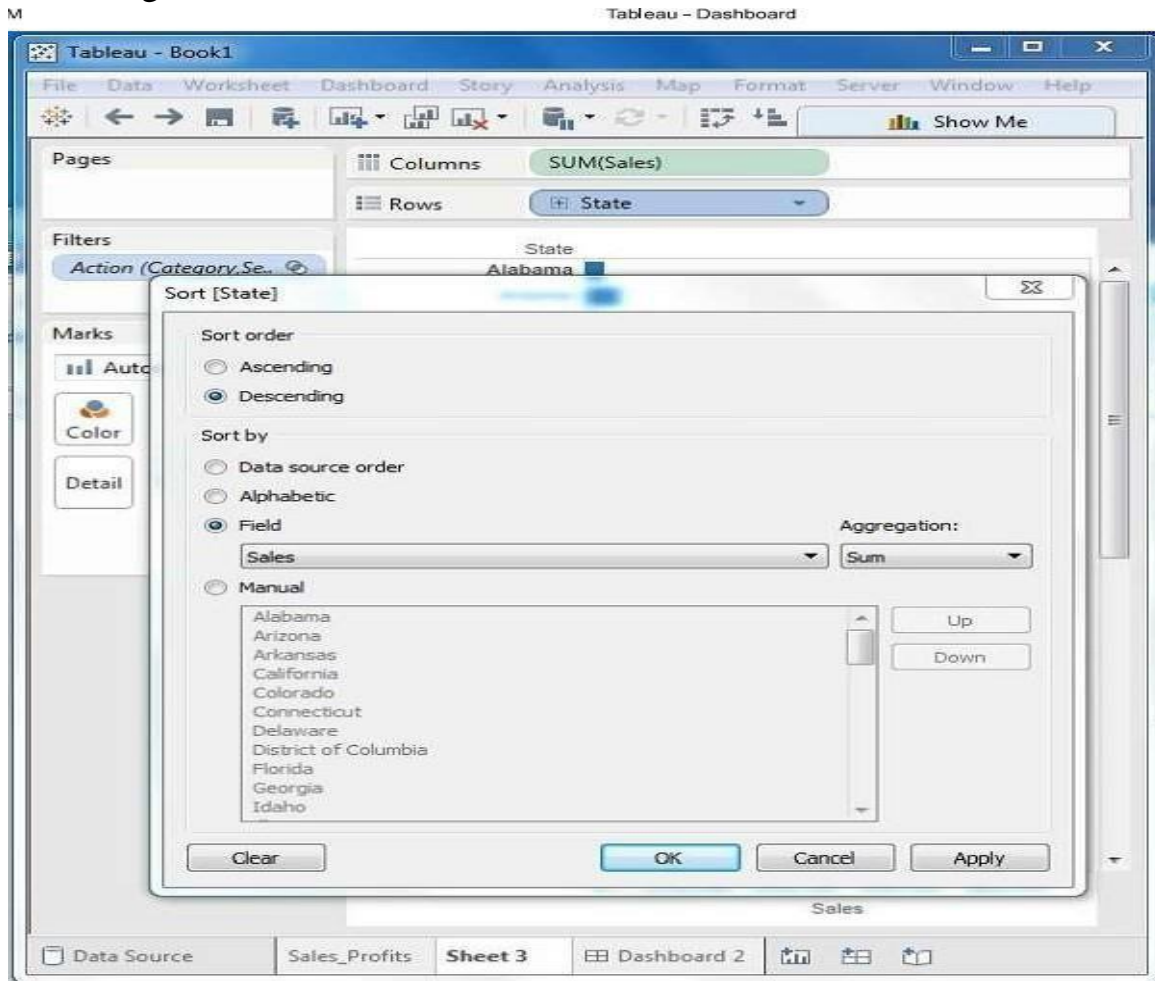 M
Tableau – Dashboard
Tableau - Book1
File Data Worksheet Dashboard Story Analysis Map Format Server Window Help
Show Me
Pages
Columns SUM(Sales)
Rows State
Filters
State
Action (Category,Se..
Alabama
Sort [State]
Marks
Sort order
Ascending
Descending
Color
Sort by
Data source order
Detail
Alphabetic
Field Aggregation:
Sales Sum
Manual
Alabama
Up
Arizona
Arkansas
Down
California
Colorado
Connecticut
Delaware
District of Columbia
Florida
Georgia
Idaho
Clear OK Cancel Apply
Sales
Data Source Sales_Profits Sheet 3 Dashboard 2